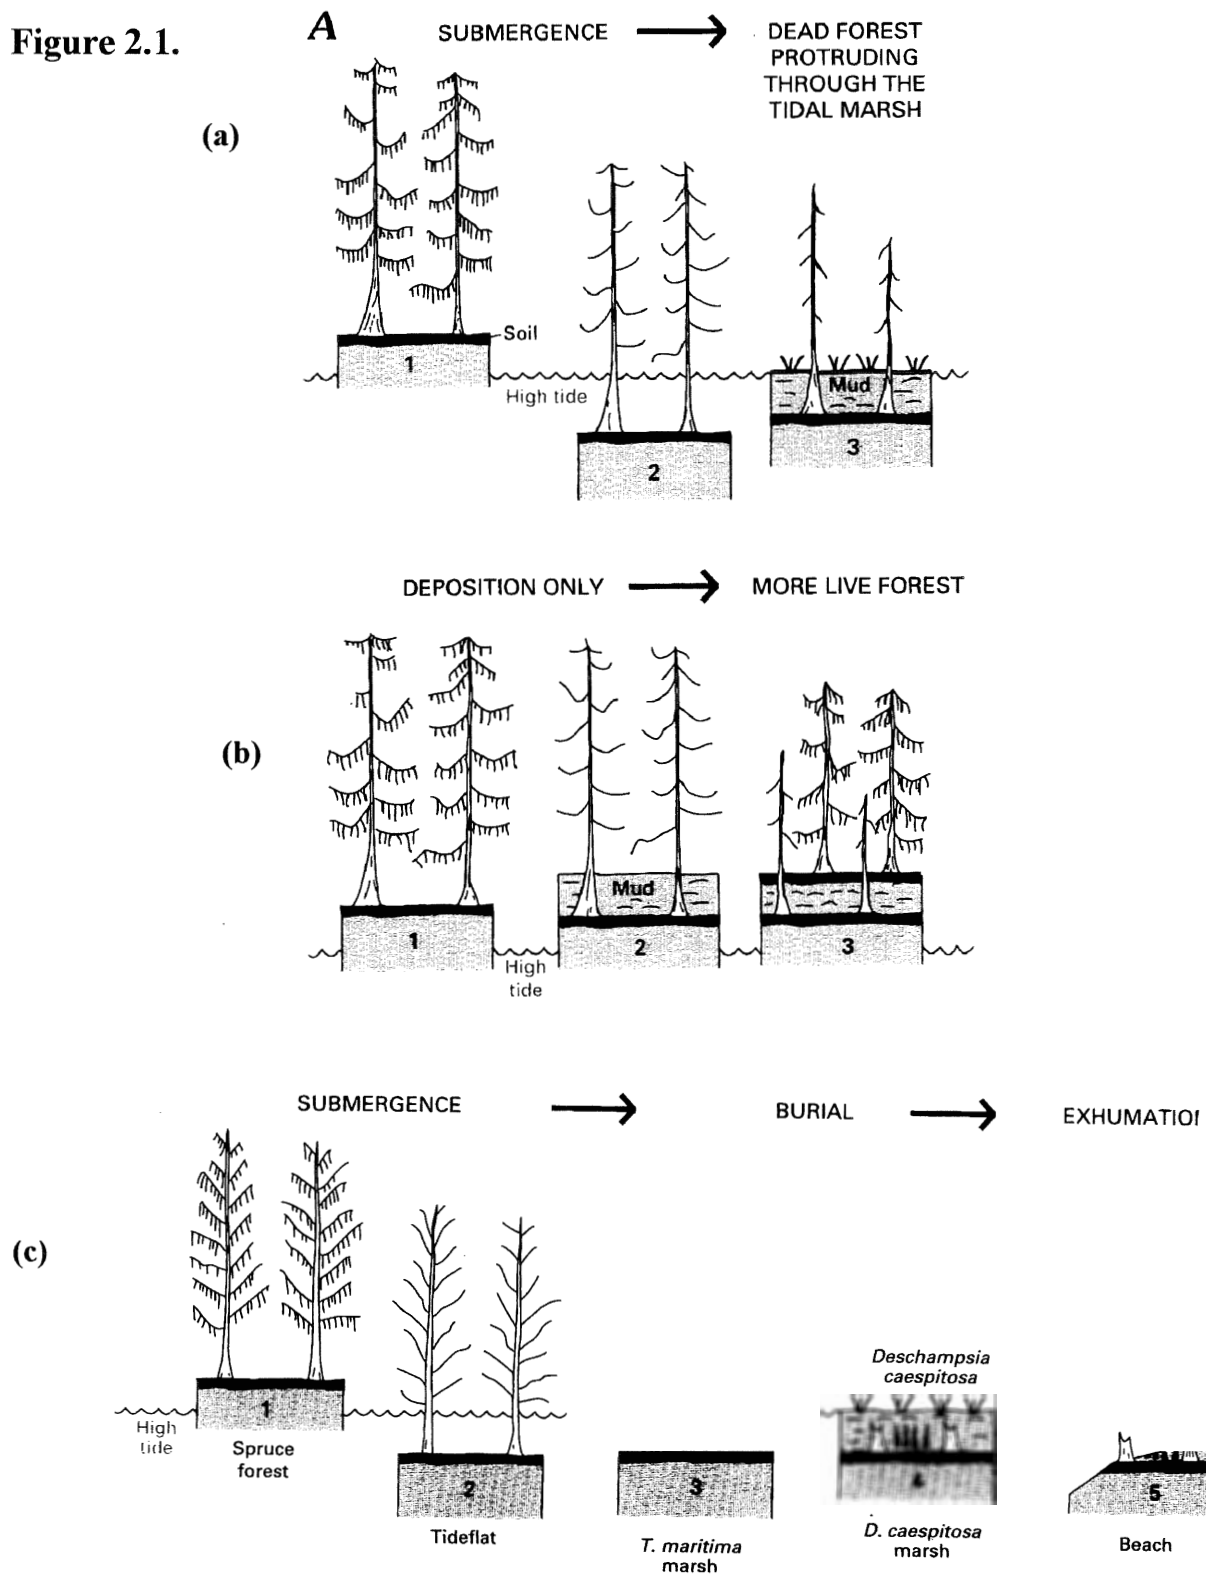 Figure 2.1.
A
SUBMERGENCE
DEAD FOREST
PROTRUDING
THROUGH THE
TIDAL MARSH
(a)
Soil
1
High tide
2
Mud
3
DEPOSITION ONLY
MORE LIVE FOREST
(b)
1
High
tide
Mud
2
3
SUBMERGENCE
BURIAL
EXHUMATIO
(c)
High
tide
1
Spruce
forest
2
Tideflat
3
T. maritima
marsh
Deschampsia
caespitosa
4
D. caespitosa
marsh
5
Beach